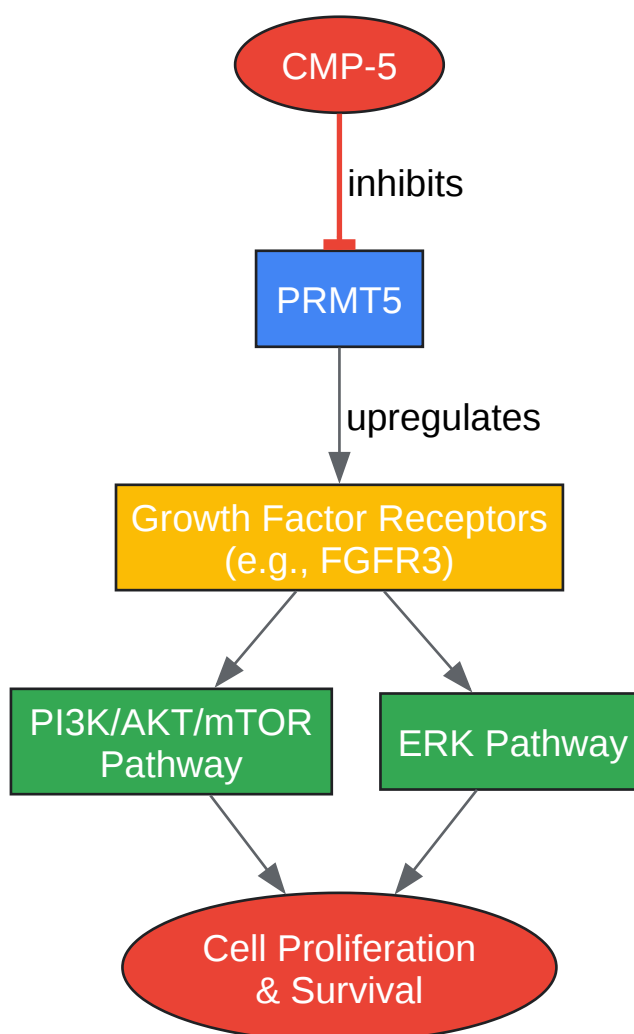 CMP-5
inhibits
PRMT5
upregulates
Growth Factor Receptors
(e.g., FGFR3)
PI3K/AKT/mTOR
Pathway
ERK Pathway
Cell Proliferation
& Survival